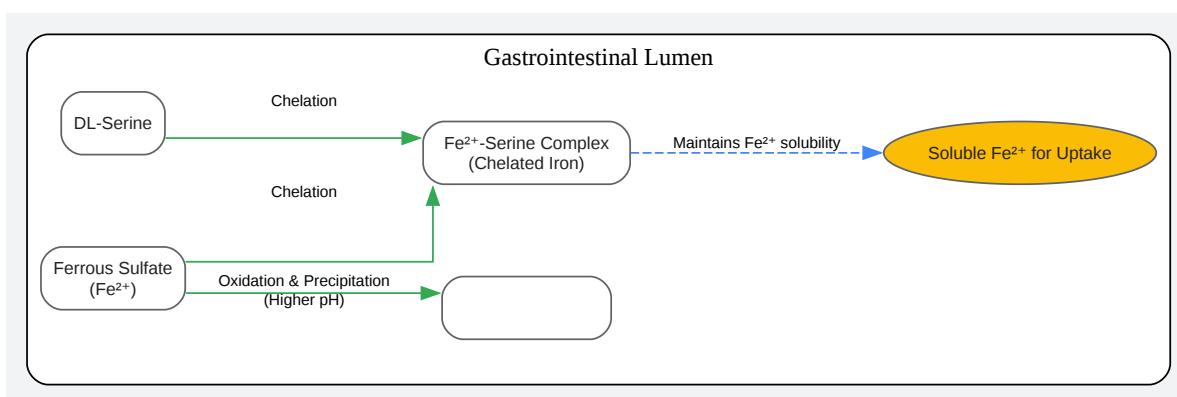 Gastrointestinal Lumen
Chelation
DL-Serine
Fe²⁺-Serine Complex
(Chelated Iron)
Maintains Fe²⁺ solubility
Soluble Fe²⁺ for Uptake
Chelation
Ferrous Sulfate
(Fe²⁺)
Oxidation & Precipitation
(Higher pH)